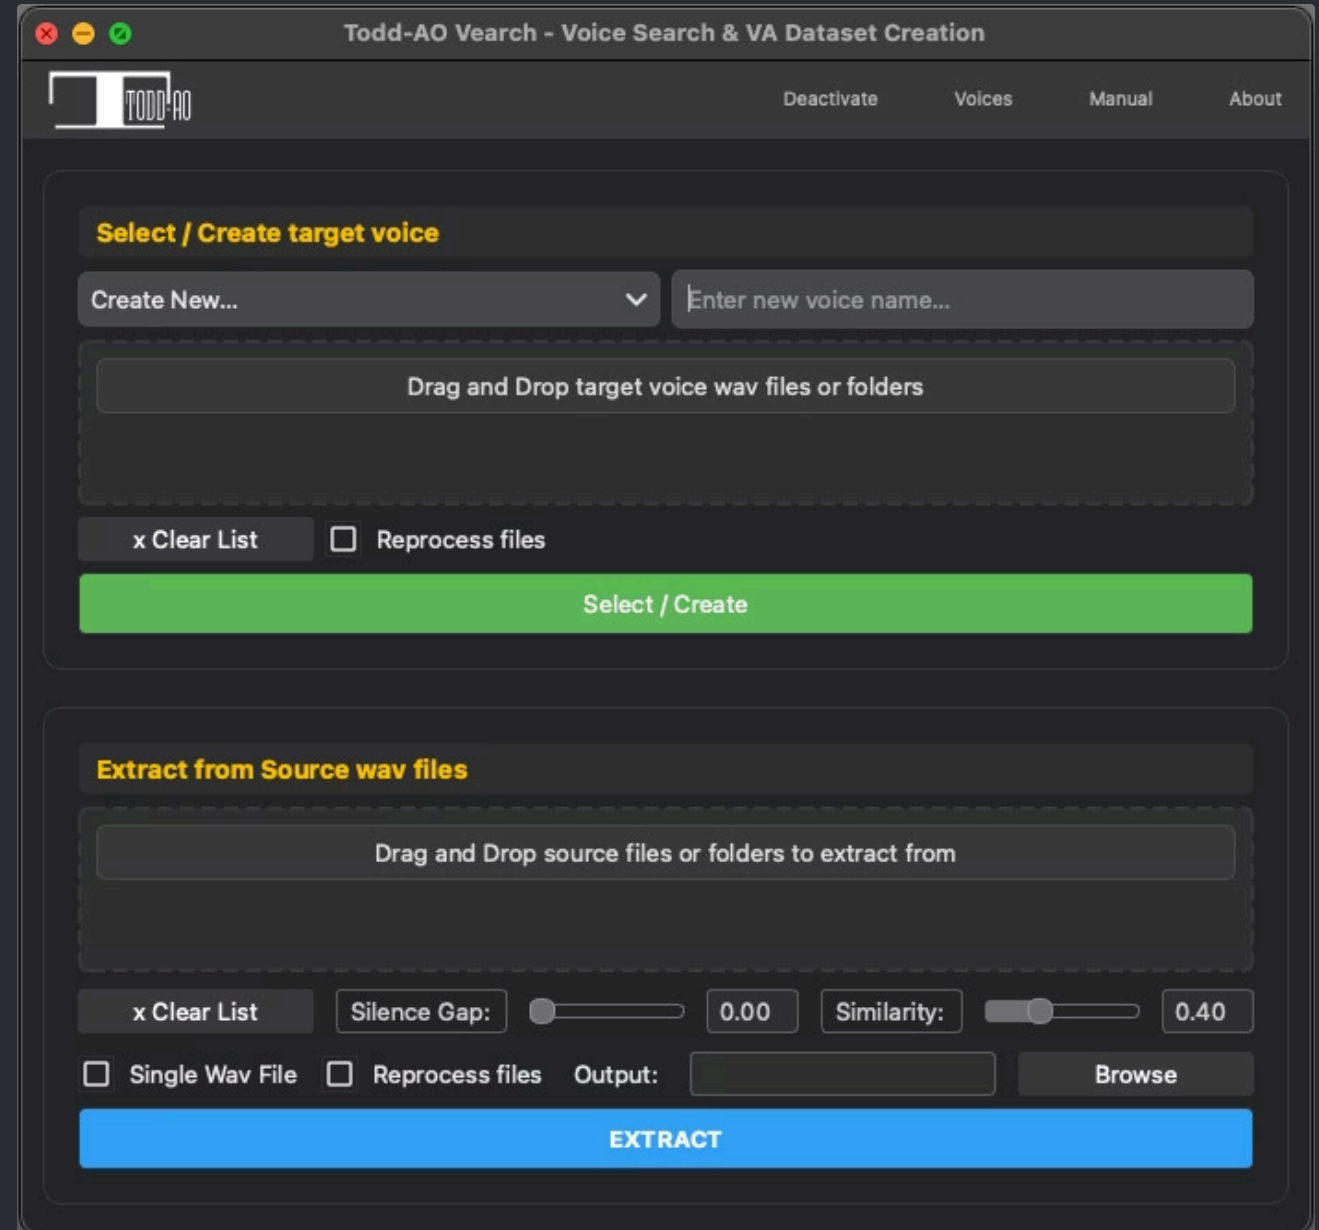 Todd-AO Vearch - Voice Search & VA Dataset Creation
TODD-AO
Deactivate Voices Manual About
Select / Create target voice
Create New... Enter new voice name...
Drag and Drop target voice wav files or folders
x Clear List Reprocess files
Select / Create
Extract from Source wav files
Drag and Drop source files or folders to extract from
x Clear List Silence Gap: 0.00 Similarity: 0.40
Single Wav File Reprocess files Output: Browse
EXTRACT